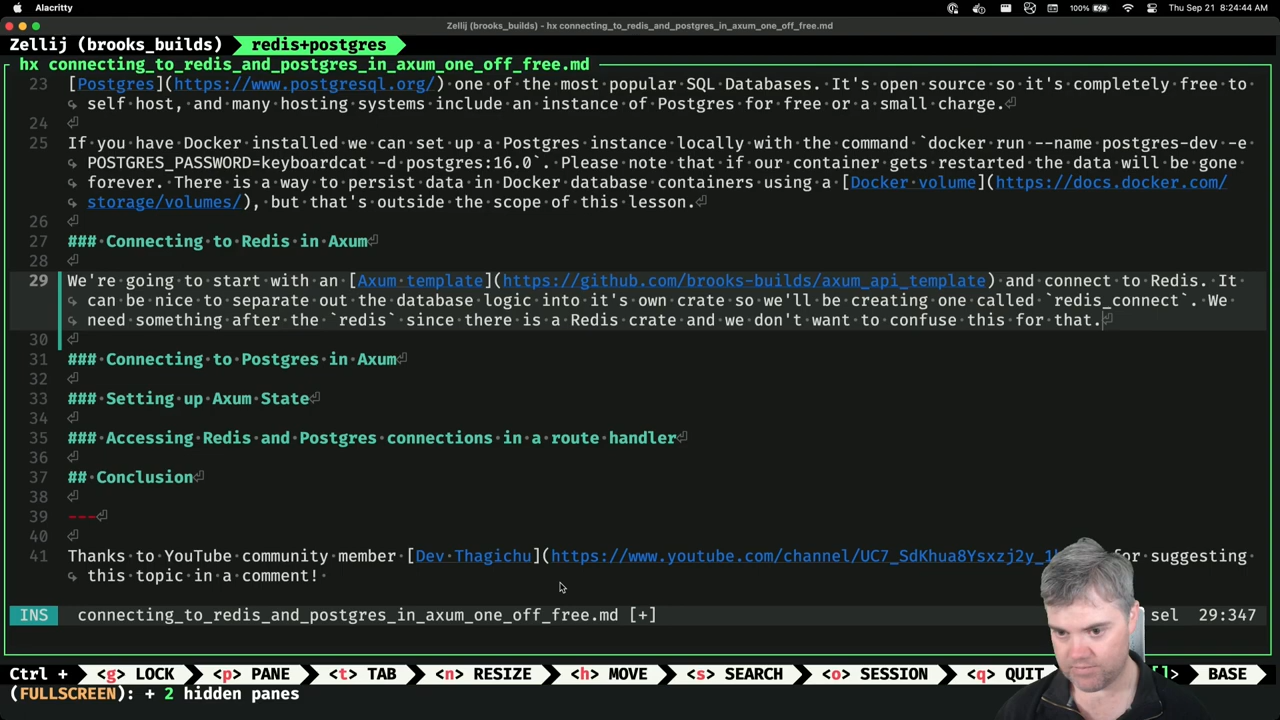 Alacritty 100% Thu Sep 21 8:24:44 AM
Zellij (brooks_builds) - hx connecting_to_redis_and_postgres_in_axum_one_off_free.md
Zellij (brooks_builds) redis+postgres
hx connecting_to_redis_and_postgres_in_axum_one_off_free.md
23 [Postgres](https://www.postgresql.org/) one of the most popular SQL Databases. It's open source so it's completely free to
self host, and many hosting systems include an instance of Postgres for free or a small charge.
24
25 If you have Docker installed we can set up a Postgres instance locally with the command `docker run --name postgres-dev -e
POSTGRES_PASSWORD=keyboardcat -d postgres:16.0`. Please note that if our container gets restarted the data will be gone
forever. There is a way to persist data in Docker database containers using a [Docker volume](https://docs.docker.com/
storage/volumes/), but that's outside the scope of this lesson.
26
27 ### Connecting to Redis in Axum
28
29 We're going to start with an [Axum template](https://github.com/brooks-builds/axum_api_template) and connect to Redis. It
can be nice to separate out the database logic into it's own crate so we'll be creating one called `redis_connect`. We
need something after the `redis` since there is a Redis crate and we don't want to confuse this for that.
30
31 ### Connecting to Postgres in Axum
32
33 ### Setting up Axum State
34
35 ### Accessing Redis and Postgres connections in a route handler
36
37 ## Conclusion
38
39 ---
40
41 Thanks to YouTube community member [Dev Thagichu](https://www.youtube.com/channel/UC7_SdKhua8Ysxzj2y_1 for suggesting
this topic in a comment!
INS connecting_to_redis_and_postgres_in_axum_one_off_free.md [+] sel 29:347
Ctrl + <g> LOCK <p> PANE <t> TAB <n> RESIZE <h> MOVE <s> SEARCH <o> SESSION <q> QUIT BASE
(FULLSCREEN): + 2 hidden panes